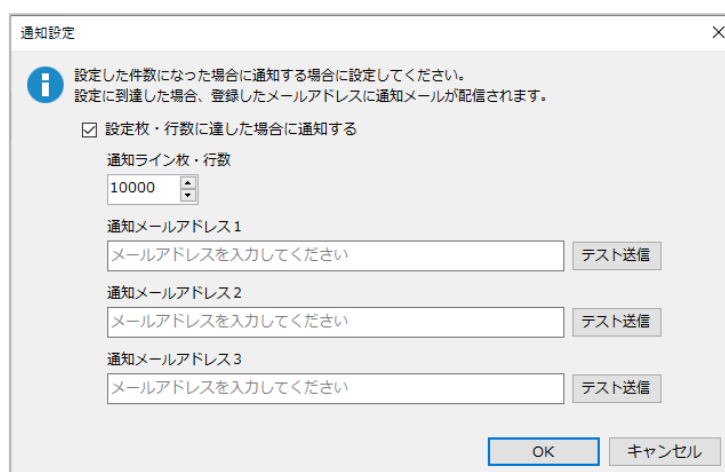 通知設定
設定した件数になった場合に通知する場合に設定してください。
設定に到達した場合、登録したメールアドレスに通知メールが配信されます。
設定枚・行数に達した場合に通知する
通知ライン枚・行数
10000
通知メールアドレス1
メールアドレスを入力してください
テスト送信
通知メールアドレス2
メールアドレスを入力してください
テスト送信
通知メールアドレス3
メールアドレスを入力してください
テスト送信
OK
キャンセル